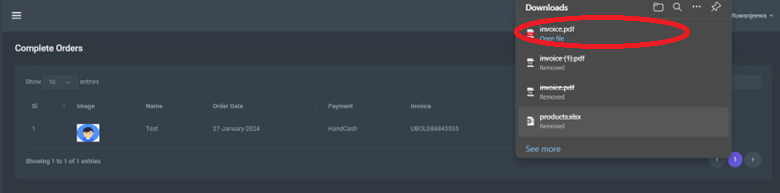 Downloads
Ruwanjeewa
invoice.pdf
Open file
Complete Orders
invoice (1).pdf
Removed
Show 10 entries
invoice.pdf
Removed
Sl Image Name Order Date Payment Invoice
products.xlsx
Removed
1 Test 27-January-2024 HandCash UBOLD84843555
See more
Showing 1 to 1 of 1 entries
1